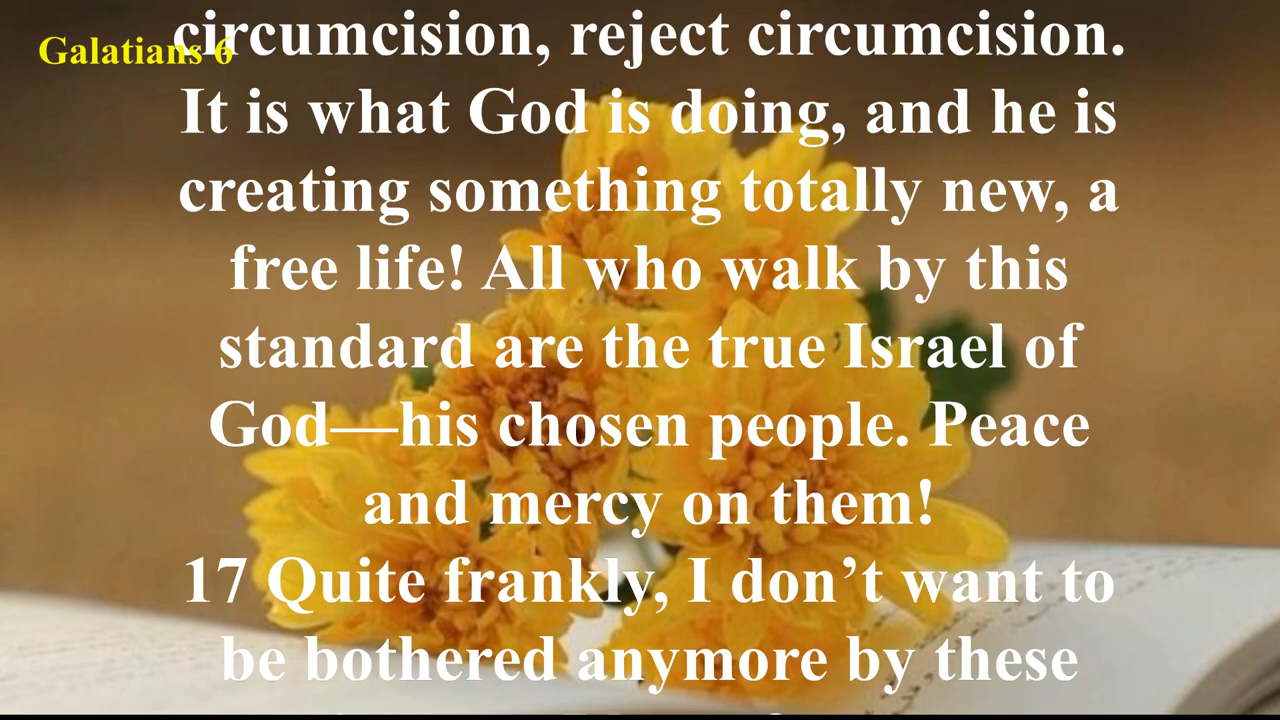 Galatians 6
circumcision, reject circumcision.
It is what God is doing, and he is
creating something totally new, a
free life! All who walk by this
standard are the true Israel of
God—his chosen people. Peace
and mercy on them!
17 Quite frankly, I don’t want to
be bothered anymore by these